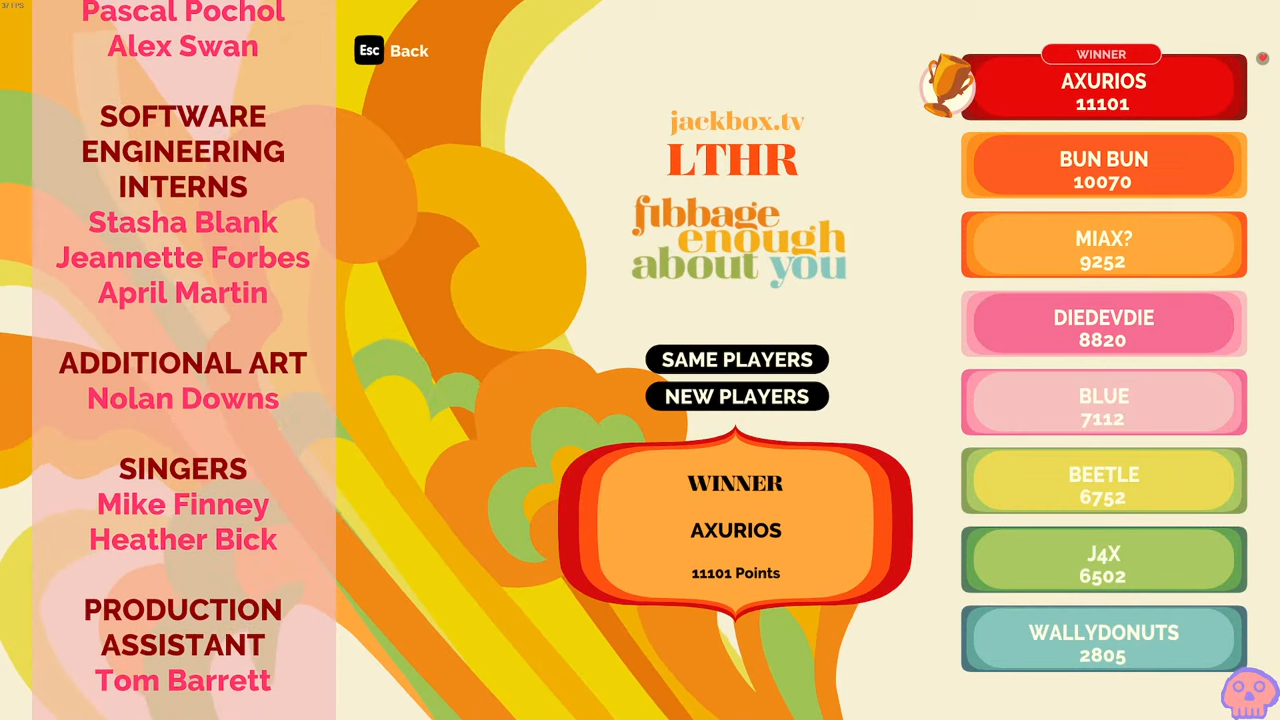 Pascal Pochol
Alex Swan
SOFTWARE
ENGINEERING
INTERNS
Stasha Blank
Jeannette Forbes
April Martin
ADDITIONAL ART
Nolan Downs
SINGERS
Mike Finney
Heather Bick
PRODUCTION
ASSISTANT
Tom Barrett
Esc Back
jackbox.tv
LTHR
fibbage
enough
about you
SAME PLAYERS
NEW PLAYERS
WINNER
AXURIOS
11101 Points
WINNER
AXURIOS
11101
BUN BUN
10070
MIAX?
9252
DIEDEVDIE
8820
BLUE
7112
BEETLE
6752
J4X
6502
WALLYDONUTS
2805